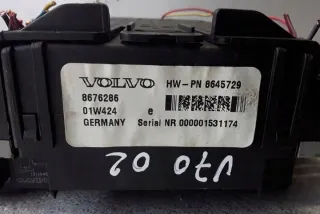 VOLVO HW-PN 8645729
8676286
01W424 e
GERMANY Serial NR 000001531174
V70 02